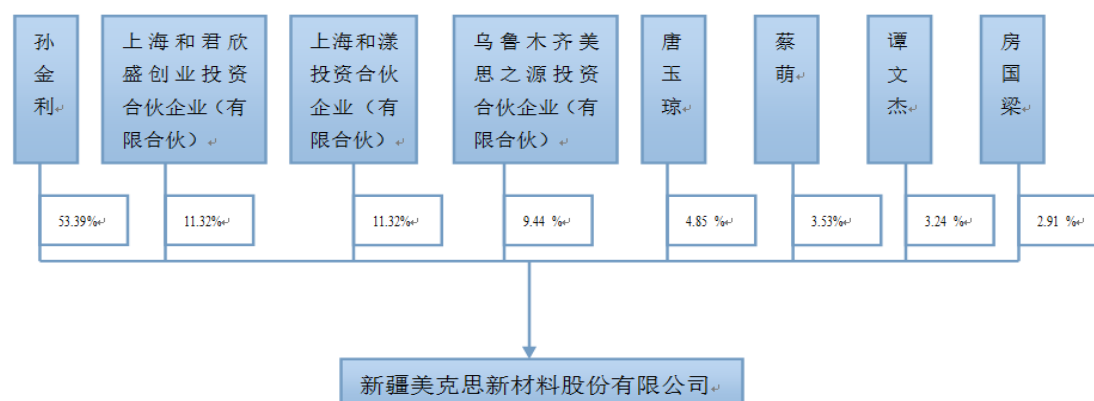 孙
金
利
上海和君欣
盛创业投资
合伙企业（有
限合伙）
上海和漾
投资合伙
企业（有
限合伙）
乌鲁木齐美
思之源投资
合伙企业（有
限合伙）
唐
玉
琼
蔡
萌
谭
文
杰
房
国
梁
53.39%
11.32%
11.32%
9.44 %
4.85 %
3.53%
3.24 %
2.91 %
新疆美克思新材料股份有限公司